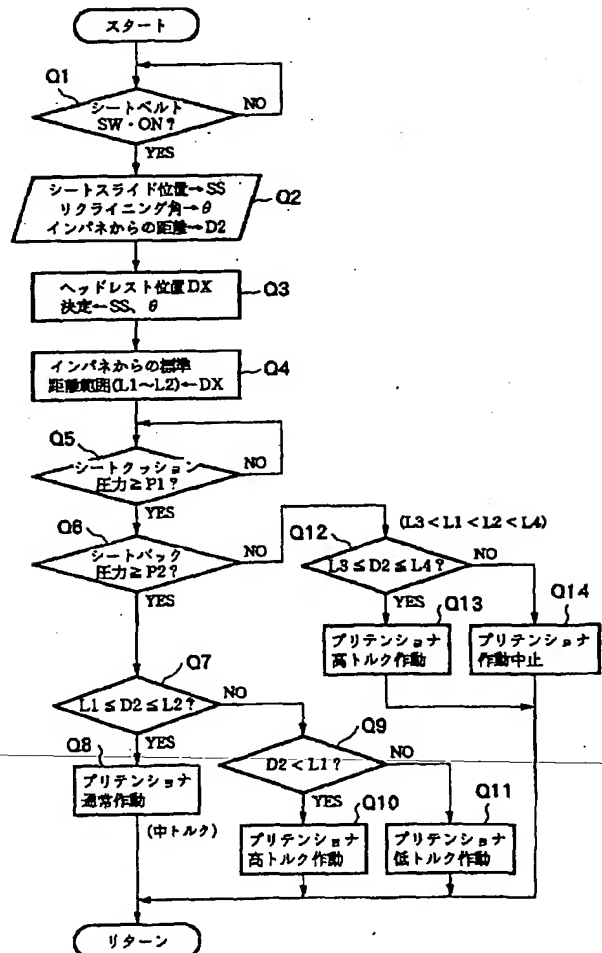 スタート
Q1
シートベルト
SW・ON?
NO
YES
シートスライド位置→SS
リクライニング角→θ
インパネからの距離→D2
Q2
ヘッドレスト位置DX
決定←SS、θ
Q3
インパネからの標準
距離範囲(L1~L2)←DX
Q4
Q5
シートクッション
圧力≧P1?
NO
YES
Q6
シートバック
圧力≧P2?
NO
YES
Q12
(L3<L1<L2<L4)
L3≦D2≦L4?
NO
YES
Q13
プリテンショナ
高トルク作動
Q14
プリテンショナ
作動中止
Q7
L1≦D2≦L2?
NO
YES
Q8
プリテンショナ
通常作動
(中トルク)
Q9
D2<L1?
NO
YES
Q10
プリテンショナ
高トルク作動
Q11
プリテンショナ
低トルク作動
リターン